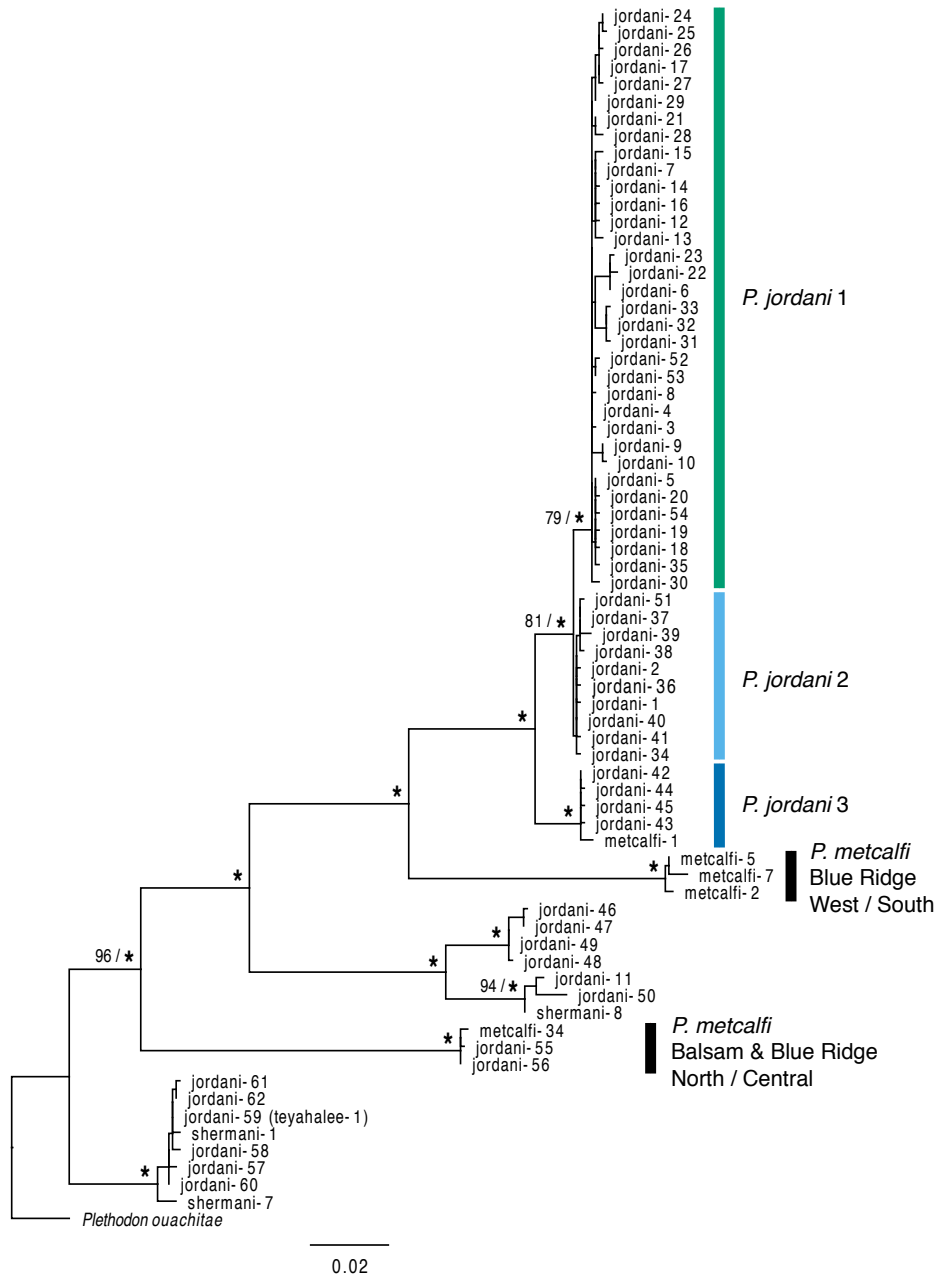 jordani- 24
jordani- 25
jordani- 26
jordani- 17
jordani- 27
jordani- 29
jordani- 21
jordani- 28
jordani- 15
jordani- 7
jordani- 14
jordani- 16
jordani- 12
jordani- 13
jordani- 23
jordani- 22
jordani- 6
P. jordani 1
jordani- 33
jordani- 32
jordani- 31
jordani- 52
jordani- 53
jordani- 8
jordani- 4
jordani- 3
jordani- 9
jordani- 10
jordani- 5
jordani- 20
jordani- 54
79 / *
jordani- 19
jordani- 18
jordani- 35
jordani- 30
jordani- 51
jordani- 37
81 / *
jordani- 39
jordani- 38
jordani- 2
P. jordani 2
jordani- 36
jordani- 1
jordani- 40
*
jordani- 41
jordani- 34
jordani- 42
jordani- 44
*
jordani- 45
P. jordani 3
*
jordani- 43
metcalfi- 1
P. metcalfi
Blue Ridge
West / South
*
metcalfi- 5
metcalfi- 7
metcalfi- 2
*
jordani- 46
jordani- 47
*
jordani- 49
jordani- 48
*
96 / *
jordani- 11
94 / *
jordani- 50
shermani- 8
P. metcalfi
Balsam & Blue Ridge
North / Central
metcalfi- 34
*
jordani- 55
jordani- 56
jordani- 61
jordani- 62
jordani- 59 (teyahalee- 1)
shermani- 1
jordani- 58
*
jordani- 57
jordani- 60
shermani- 7
Plethodon ouachitae
0.02